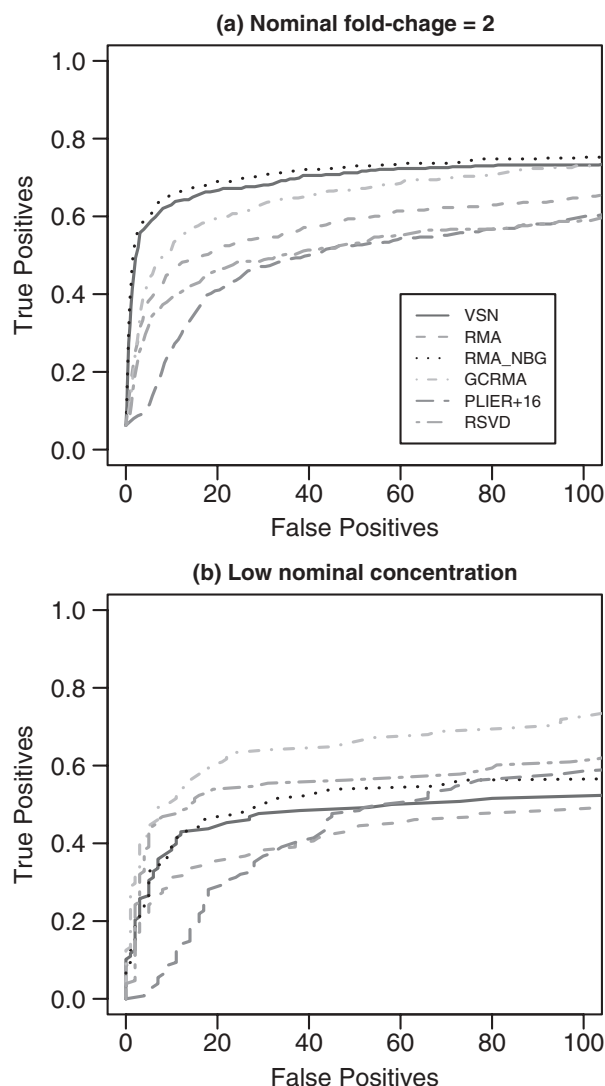 (a) Nominal fold-chage = 2
True Positives
1.0
0.8
0.6
0.4
0.2
0.0
VSN
RMA
RMA_NBG
GCRMA
PLIER+16
RSVD
0 20 40 60 80 100
False Positives
(b) Low nominal concentration
True Positives
1.0
0.8
0.6
0.4
0.2
0.0
0 20 40 60 80 100
False Positives